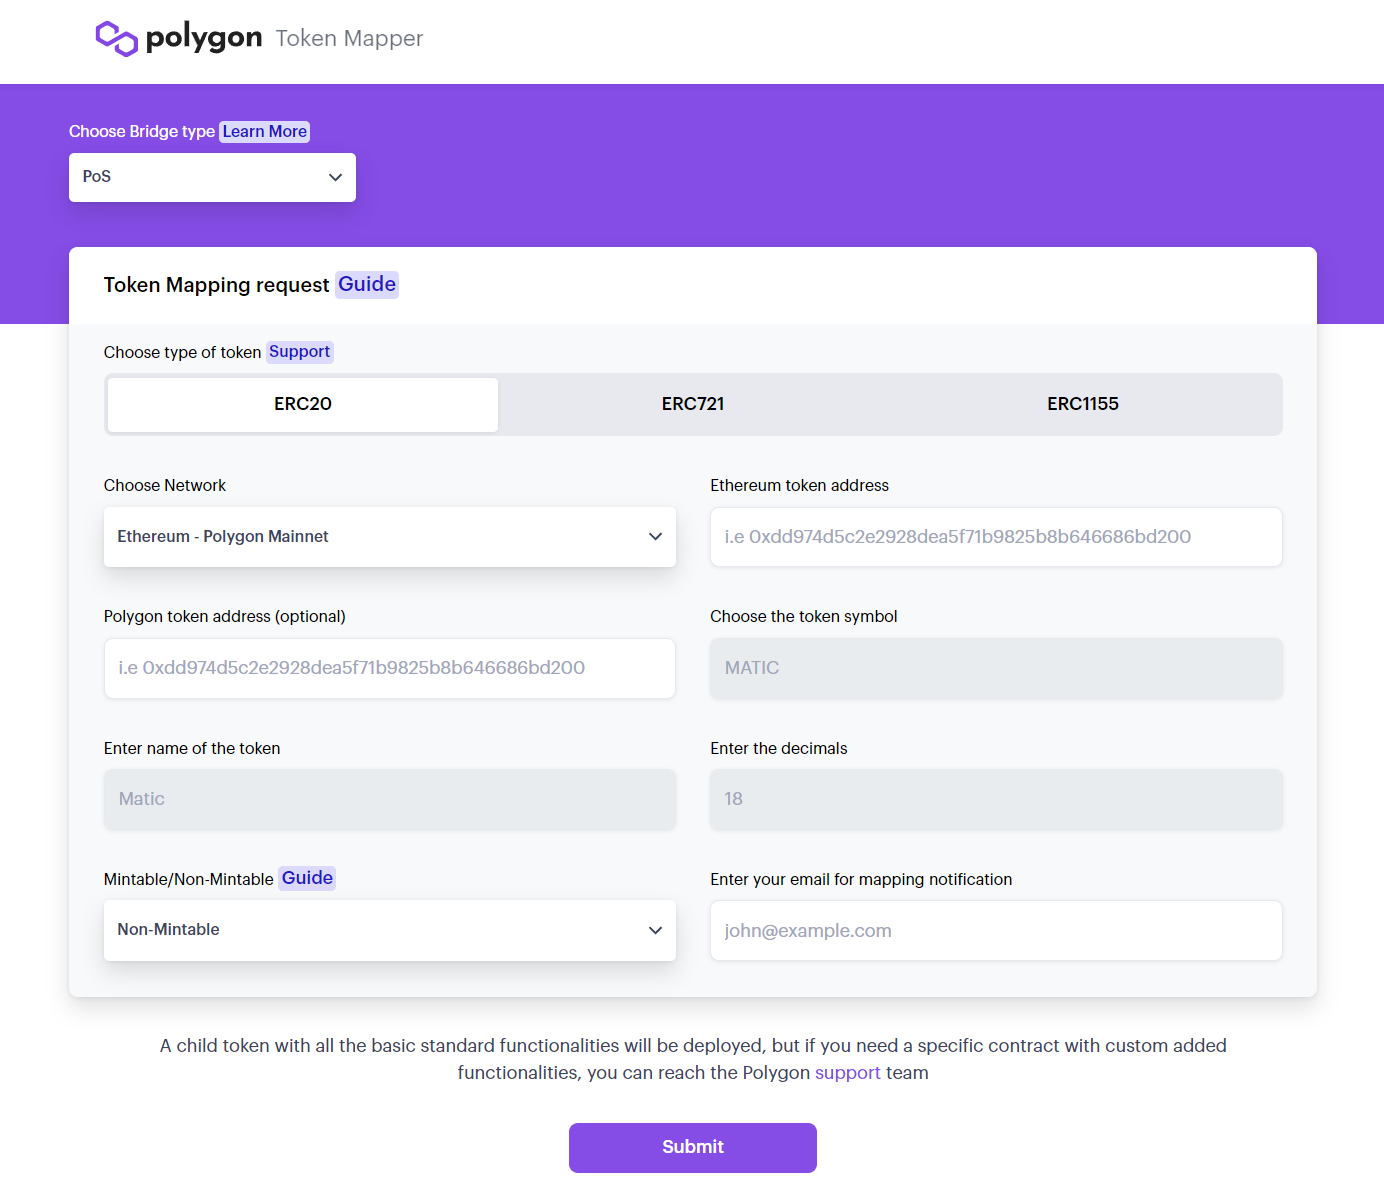 polygon Token Mapper
Choose Bridge type Learn More
PoS
Token Mapping request Guide
Choose type of token Support
ERC20 ERC721 ERC1155
Choose Network
Ethereum - Polygon Mainnet
Ethereum token address
i.e 0xdd974d5c2e2928dea5f71b9825b8b646686bd200
Polygon token address (optional)
i.e 0xdd974d5c2e2928dea5f71b9825b8b646686bd200
Choose the token symbol
MATIC
Enter name of the token
Matic
Enter the decimals
18
Mintable/Non-Mintable Guide
Non-Mintable
Enter your email for mapping notification
john@example.com
A child token with all the basic standard functionalities will be deployed, but if you need a specific contract with custom added
functionalities, you can reach the Polygon support team
Submit